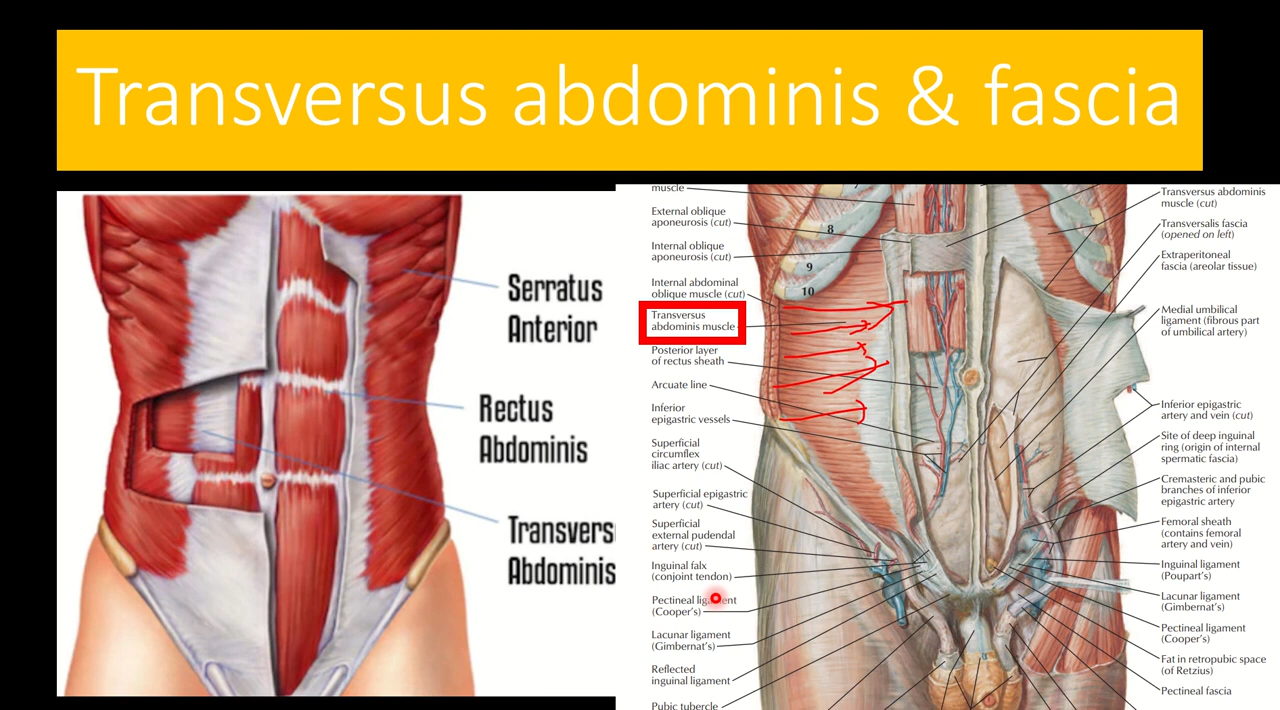 Transversus abdominis & fascia
Serratus
Anterior
Rectus
Abdominis
Transvers
Abdominis
muscle
External oblique
aponeurosis (cut)
Internal oblique
aponeurosis (cut)
Internal abdominal
oblique muscle (cut)
Transversus
abdominis muscle
Posterior layer
of rectus sheath
Arcuate line
Inferior
epigastric vessels
Superficial
circumflex
iliac artery (cut)
Superficial epigastric
artery (cut)
Superficial
external pudendal
artery (cut)
Inguinal falx
(conjoint tendon)
Pectineal ligament
(Cooper's)
Lacunar ligament
(Gimbernat's)
Reflected
inguinal ligament
Pubic tubercle
8
9
10
Transversus abdominis
muscle (cut)
Transversalis fascia
(opened on left)
Extraperitoneal
fascia (areolar tissue)
Medial umbilical
ligament (fibrous part
of umbilical artery)
Inferior epigastric
artery and vein (cut)
Site of deep inguinal
ring (origin of internal
spermatic fascia)
Cremasteric and pubic
branches of inferior
epigastric artery
Femoral sheath
(contains femoral
artery and vein)
Inguinal ligament
(Poupart's)
Lacunar ligament
(Gimbernat's)
Pectineal ligament
(Cooper's)
Fat in retropubic space
(of Retzius)
Pectineal fascia